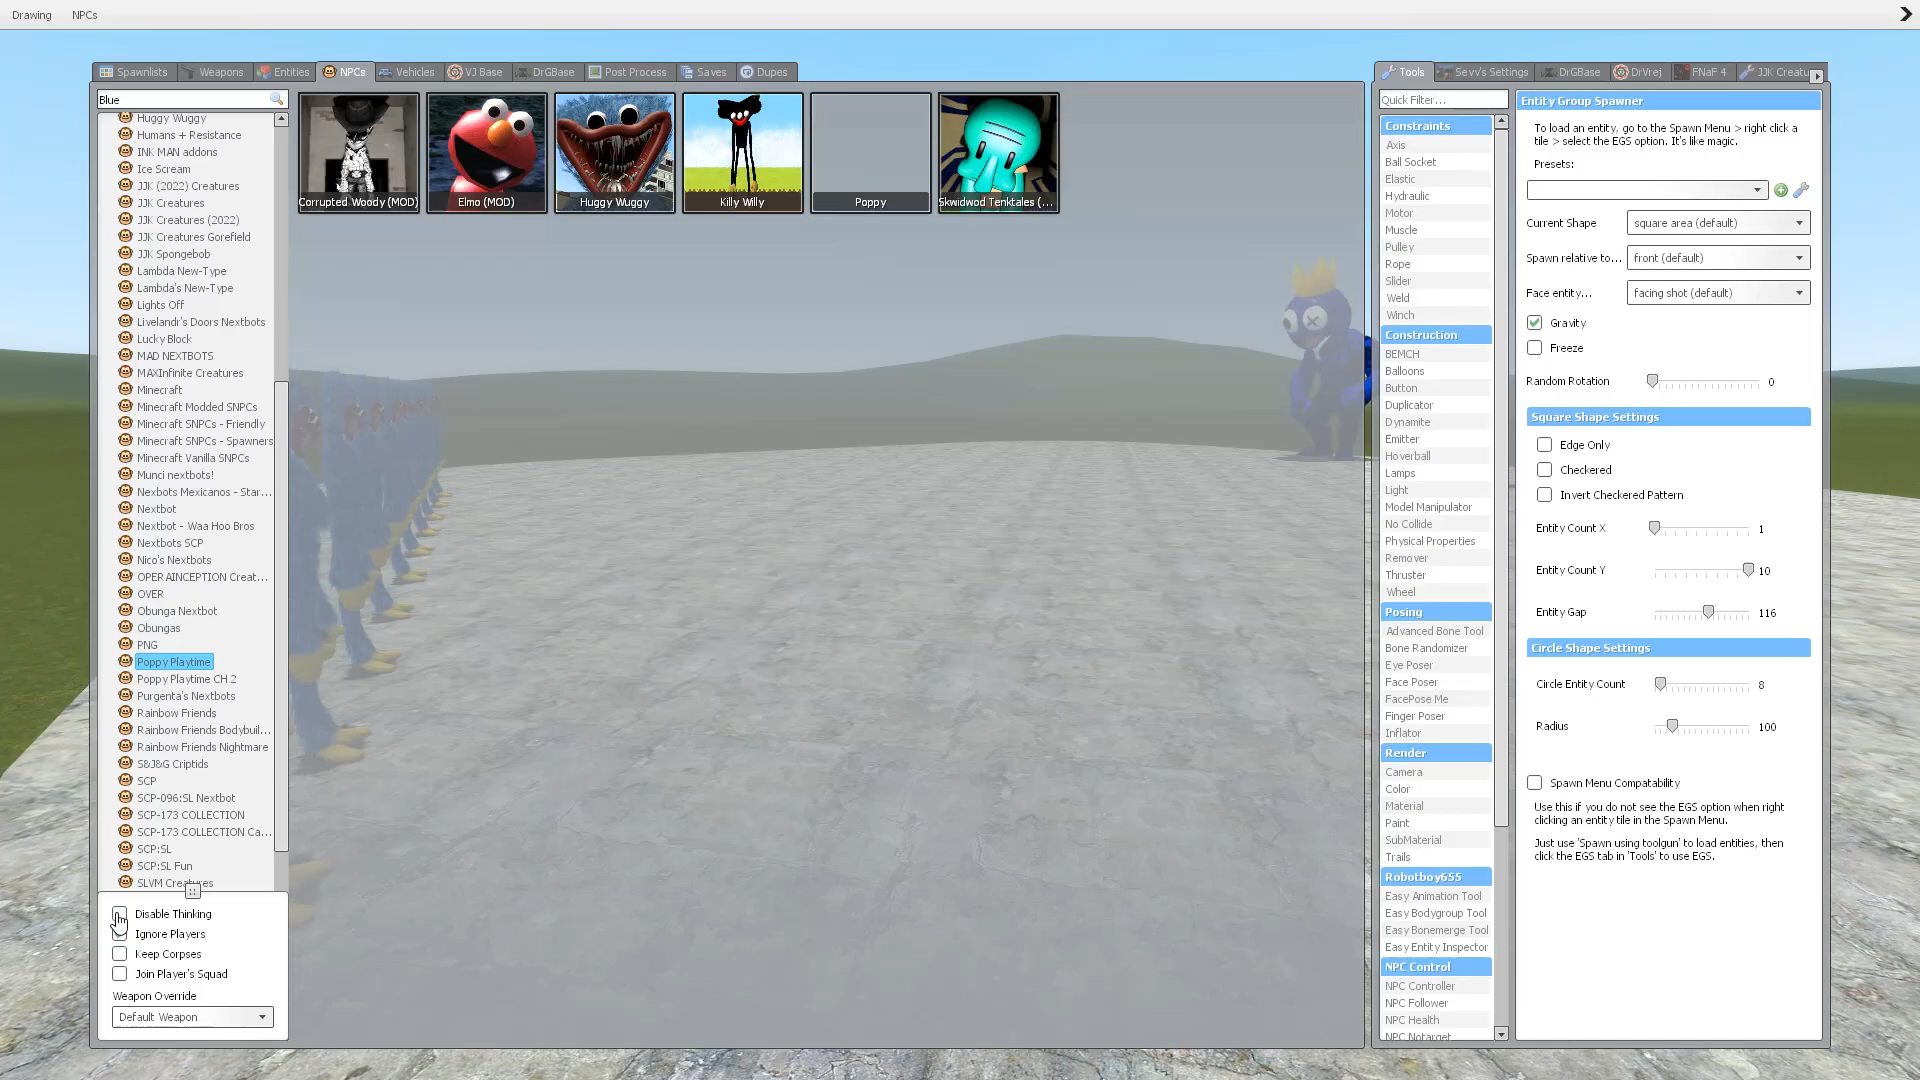 Drawing NPCs
Spawnlists Weapons Entities NPCs Vehicles VJ Base DrGBase Post Process Saves Dupes
Blue
Huggy Wuggy
Humans + Resistance
INK MAN addons
Ice Scream
JJK (2022) Creatures
JJK Creatures
JJK Creatures (2022)
JJK Creatures Gorefield
JJK Spongebob
Lambda New-Type
Lambda's New-Type
Lights Off
Livelandr's Doors Nextbots
Lucky Block
MAD NEXTBOTS
MAXInfinite Creatures
Minecraft
Minecraft Modded SNPCs
Minecraft SNPCs - Friendly
Minecraft SNPCs - Spawners
Minecraft Vanilla SNPCs
Munci nextbots!
Nexbots Mexicanos - Star...
Nextbot
Nextbot - Waa Hoo Bros
Nextbots SCP
Nico's Nextbots
OPERAINCEPTION Creat...
OVER
Obunga Nextbot
Obungas
PNG
Poppy Playtime
Poppy Playtime CH 2
Purgenta's Nextbots
Rainbow Friends
Rainbow Friends Bodybuil...
Rainbow Friends Nightmare
S&J&G Criptids
SCP
SCP-096:SL Nextbot
SCP-173 COLLECTION
SCP-173 COLLECTION Ca...
SCP:SL
SCP:SL Fun
SLVM Creatures
Disable Thinking
Ignore Players
Keep Corpses
Join Player's Squad
Weapon Override
Default Weapon
Corrupted Woody (MOD) Elmo (MOD) Huggy Wuggy Killy Willy Poppy Skwidwod Tenktales (...
Tools Sevv's Settings DrGBase DrVrej FNaF 4 JJK Creatu
Quick Filter...
Constraints
Axis
Ball Socket
Elastic
Hydraulic
Motor
Muscle
Pulley
Rope
Slider
Weld
Winch
Construction
BEMCH
Balloons
Button
Duplicator
Dynamite
Emitter
Hoverball
Lamps
Light
Model Manipulator
No Collide
Physical Properties
Remover
Thruster
Wheel
Posing
Advanced Bone Tool
Bone Randomizer
Eye Poser
Face Poser
FacePose Me
Finger Poser
Inflator
Render
Camera
Color
Material
Paint
SubMaterial
Trails
Robotboy655
Easy Animation Tool
Easy Bodygroup Tool
Easy Bonemerge Tool
Easy Entity Inspector
NPC Control
NPC Controller
NPC Follower
NPC Health
NPC Notarget
Entity Group Spawner
To load an entity, go to the Spawn Menu > right click a
tile > select the EGS option. It's like magic.
Presets:
Current Shape square area (default)
Spawn relative to... front (default)
Face entity... facing shot (default)
Gravity
Freeze
Random Rotation 0
Square Shape Settings
Edge Only
Checkered
Invert Checkered Pattern
Entity Count X 1
Entity Count Y 10
Entity Gap 116
Circle Shape Settings
Circle Entity Count 8
Radius 100
Spawn Menu Compatability
Use this if you do not see the EGS option when right
clicking an entity tile in the Spawn Menu.
Just use 'Spawn using toolgun' to load entities, then
click the EGS tab in 'Tools' to use EGS.